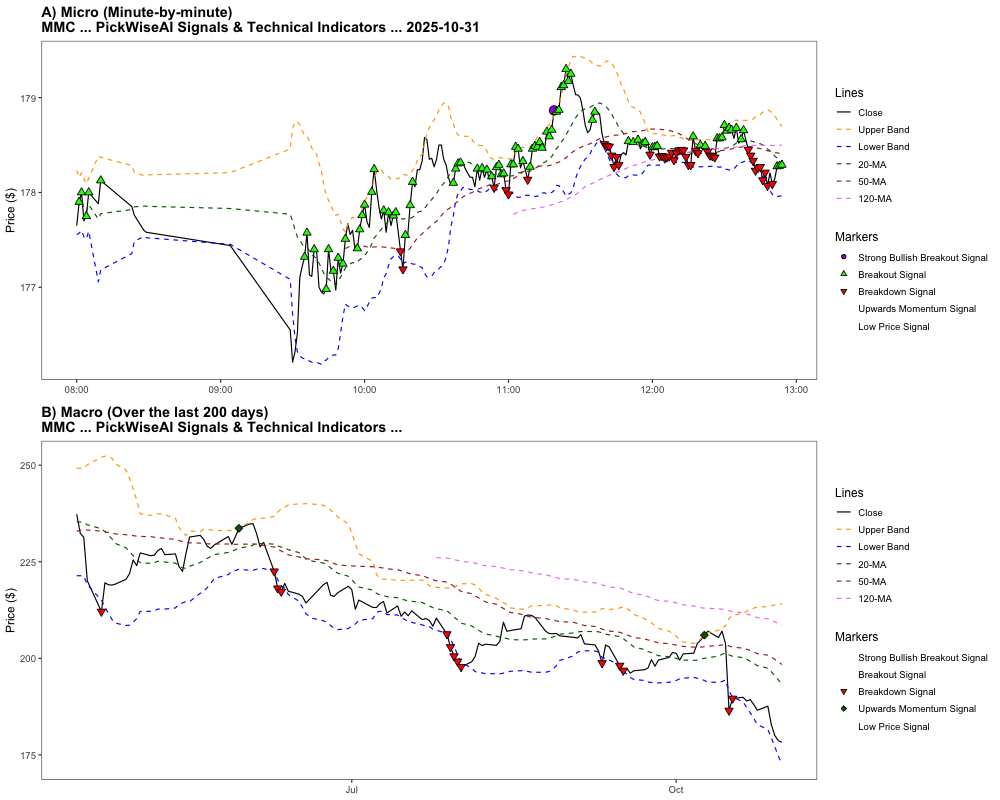 A) Micro (Minute-by-minute)
MMC ... PickWiseAI Signals & Technical Indicators ... 2025-10-31
Price ($)
179
178
177
08:00
09:00
10:00
11:00
12:00
13:00
Lines
Close
Upper Band
Lower Band
20-MA
50-MA
120-MA
Markers
Strong Bullish Breakout Signal
Breakout Signal
Breakdown Signal
Upwards Momentum Signal
Low Price Signal
B) Macro (Over the last 200 days)
MMC ... PickWiseAI Signals & Technical Indicators ...
Price ($)
250
225
200
175
Jul
Oct
Lines
Close
Upper Band
Lower Band
20-MA
50-MA
120-MA
Markers
Strong Bullish Breakout Signal
Breakout Signal
Breakdown Signal
Upwards Momentum Signal
Low Price Signal